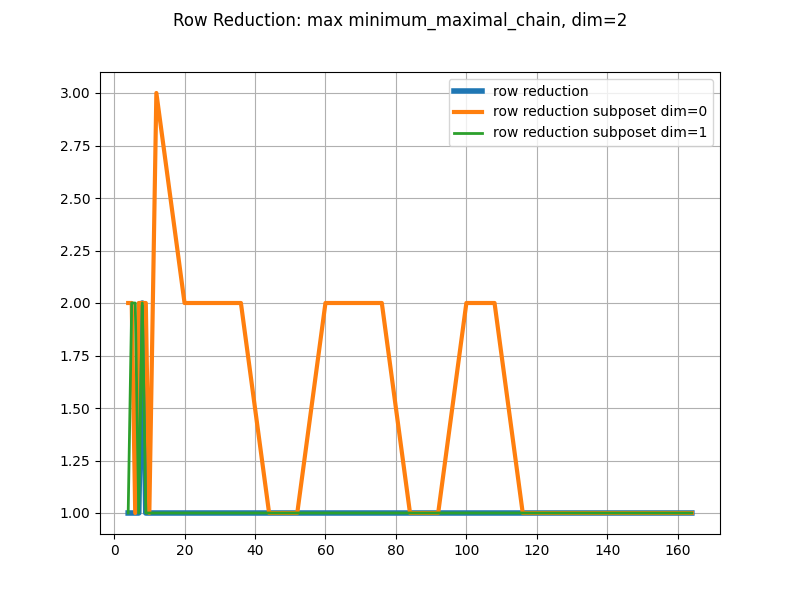 Row Reduction: max minimum_maximal_chain, dim=2
row reduction
row reduction subposet dim=0
row reduction subposet dim=1
3.00
2.75
2.50
2.25
2.00
1.75
1.50
1.25
1.00
0 20 40 60 80 100 120 140 160